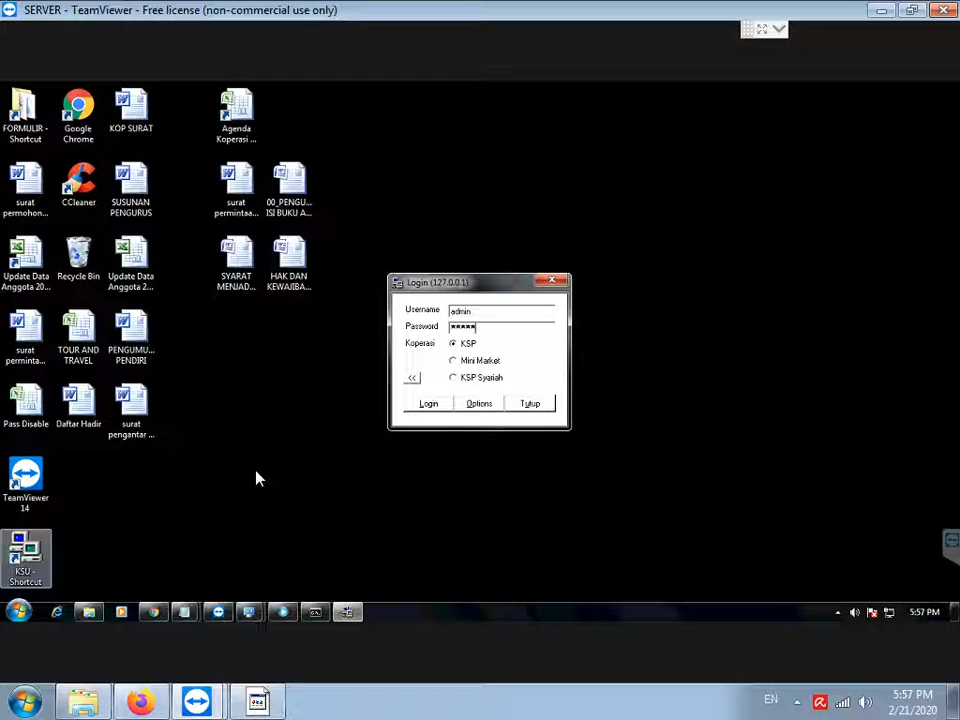 SERVER - TeamViewer - Free license (non-commercial use only)
FORMULIR -
Shortcut
Google
Chrome
KOP SURAT
Agenda
Koperasi ...
surat
permohon...
CCleaner
SUSUNAN
PENGURUS
surat
permintaa...
00_PENGU...
ISI BUKU A...
Update Data
Anggota 20...
Recycle Bin
Update Data
Anggota 2...
SYARAT
MENJAD...
HAK DAN
KEWAJIBA...
surat
perminta...
TOUR AND
TRAVEL
PENGUMU...
PENDIRI
Pass Disable
Daftar Hadir
surat
pengantar ...
TeamViewer
14
KSU -
Shortcut
Login (127.0.0.1)
Username
admin
Password
*****
Koperasi
KSP
Mini Market
KSP Syariah
<<
Login
Options
Tutup
5:57 PM
EN
5:57 PM
2/21/2020